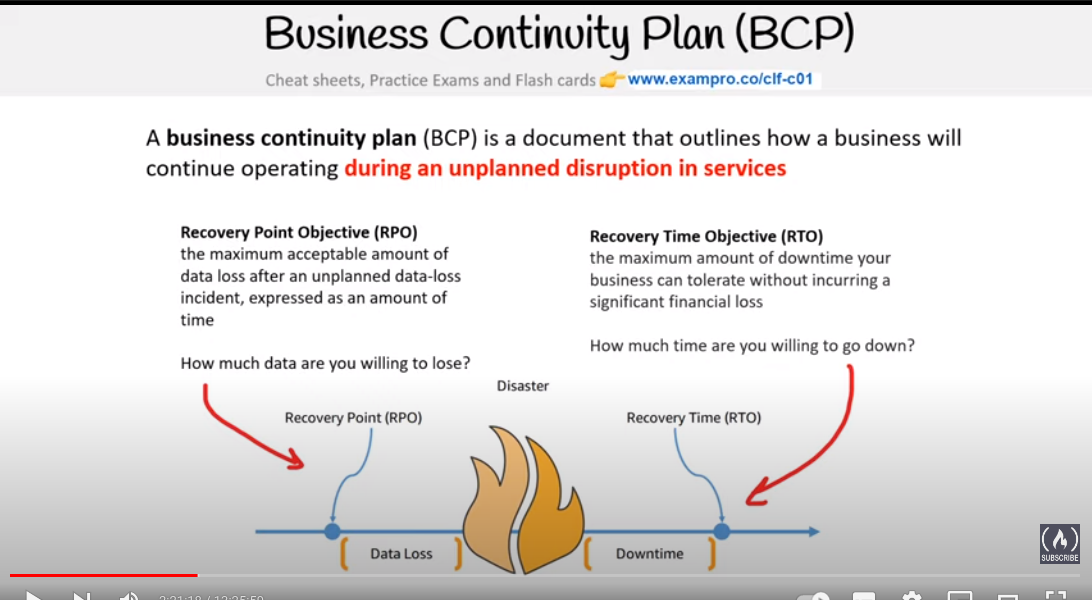 Business Continuity Plan (BCP)
Cheat sheets, Practice Exams and Flash cards 👉 www.exampro.co/clf-c01
A business continuity plan (BCP) is a document that outlines how a business will
continue operating during an unplanned disruption in services
Recovery Point Objective (RPO)
the maximum acceptable amount of
data loss after an unplanned data-loss
incident, expressed as an amount of
time
How much data are you willing to lose?
Recovery Time Objective (RTO)
the maximum amount of downtime your
business can tolerate without incurring a
significant financial loss
How much time are you willing to go down?
Disaster
Recovery Point (RPO)
Recovery Time (RTO)
Data Loss
Downtime
SUBSCRIBE